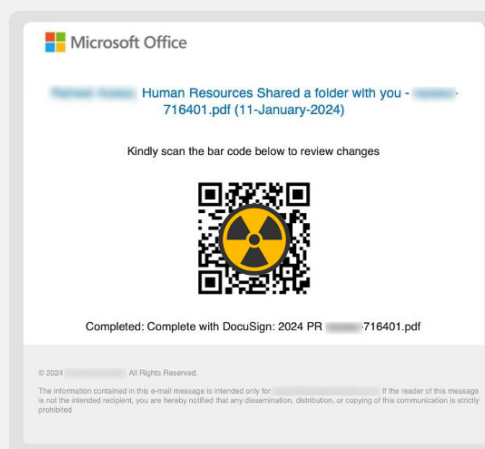 Microsoft Office
Human Resources Shared a folder with you -
716401.pdf (11-January-2024)
Kindly scan the bar code below to review changes
Completed: Complete with DocuSign: 2024 PR -716401.pdf
© 2024 All Rights Reserved.
The information contained in this e-mail message is intended only for If the reader of this message
is not the intended recipient, you are hereby notified that any dissemination, distribution, or copying of this communication is strictly
prohibited